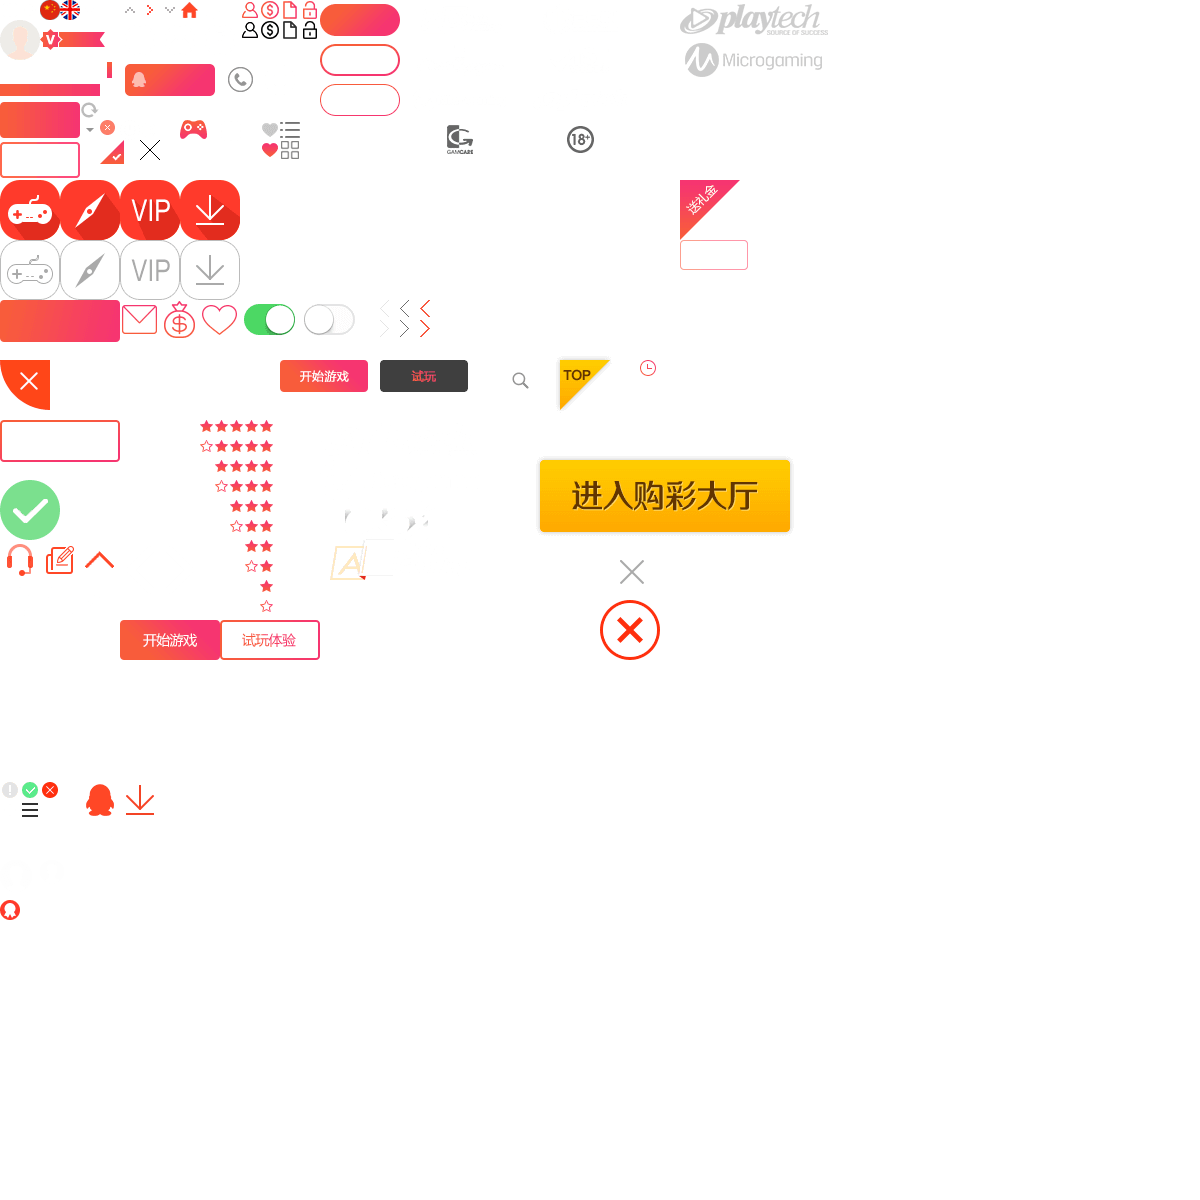 V
playtech
SOURCE OF SUCCESS
Microgaming
GAMCARE
18+
VIP
送礼金
VIP
开始游戏
试玩
TOP
进入购彩大厅
A
开始游戏
试玩体验